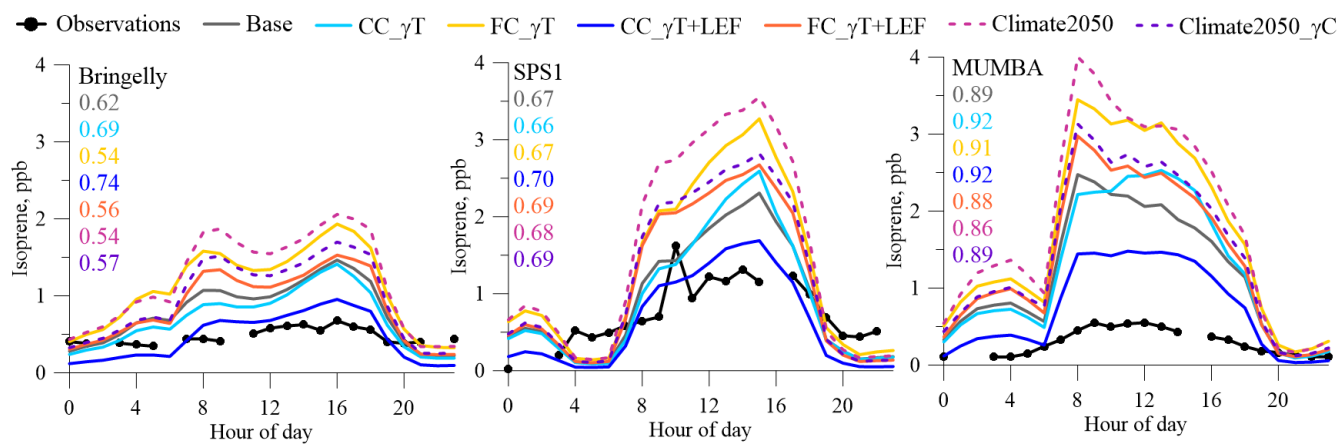 Observations Base CC_γT FC_γT CC_γT+LEF FC_γT+LEF Climate2050 Climate2050_γC
Bringelly
0.62
0.69
0.54
0.74
0.56
0.54
0.57
4
3
2
1
0
Isoprene, ppb
0 4 8 12 16 20
Hour of day
SPS1
0.67
0.66
0.67
0.70
0.69
0.68
0.69
4
3
2
1
0
Isoprene, ppb
0 4 8 12 16 20
Hour of day
MUMBA
0.89
0.92
0.91
0.92
0.88
0.86
0.89
4
3
2
1
0
Isoprene, ppb
0 4 8 12 16 20
Hour of day